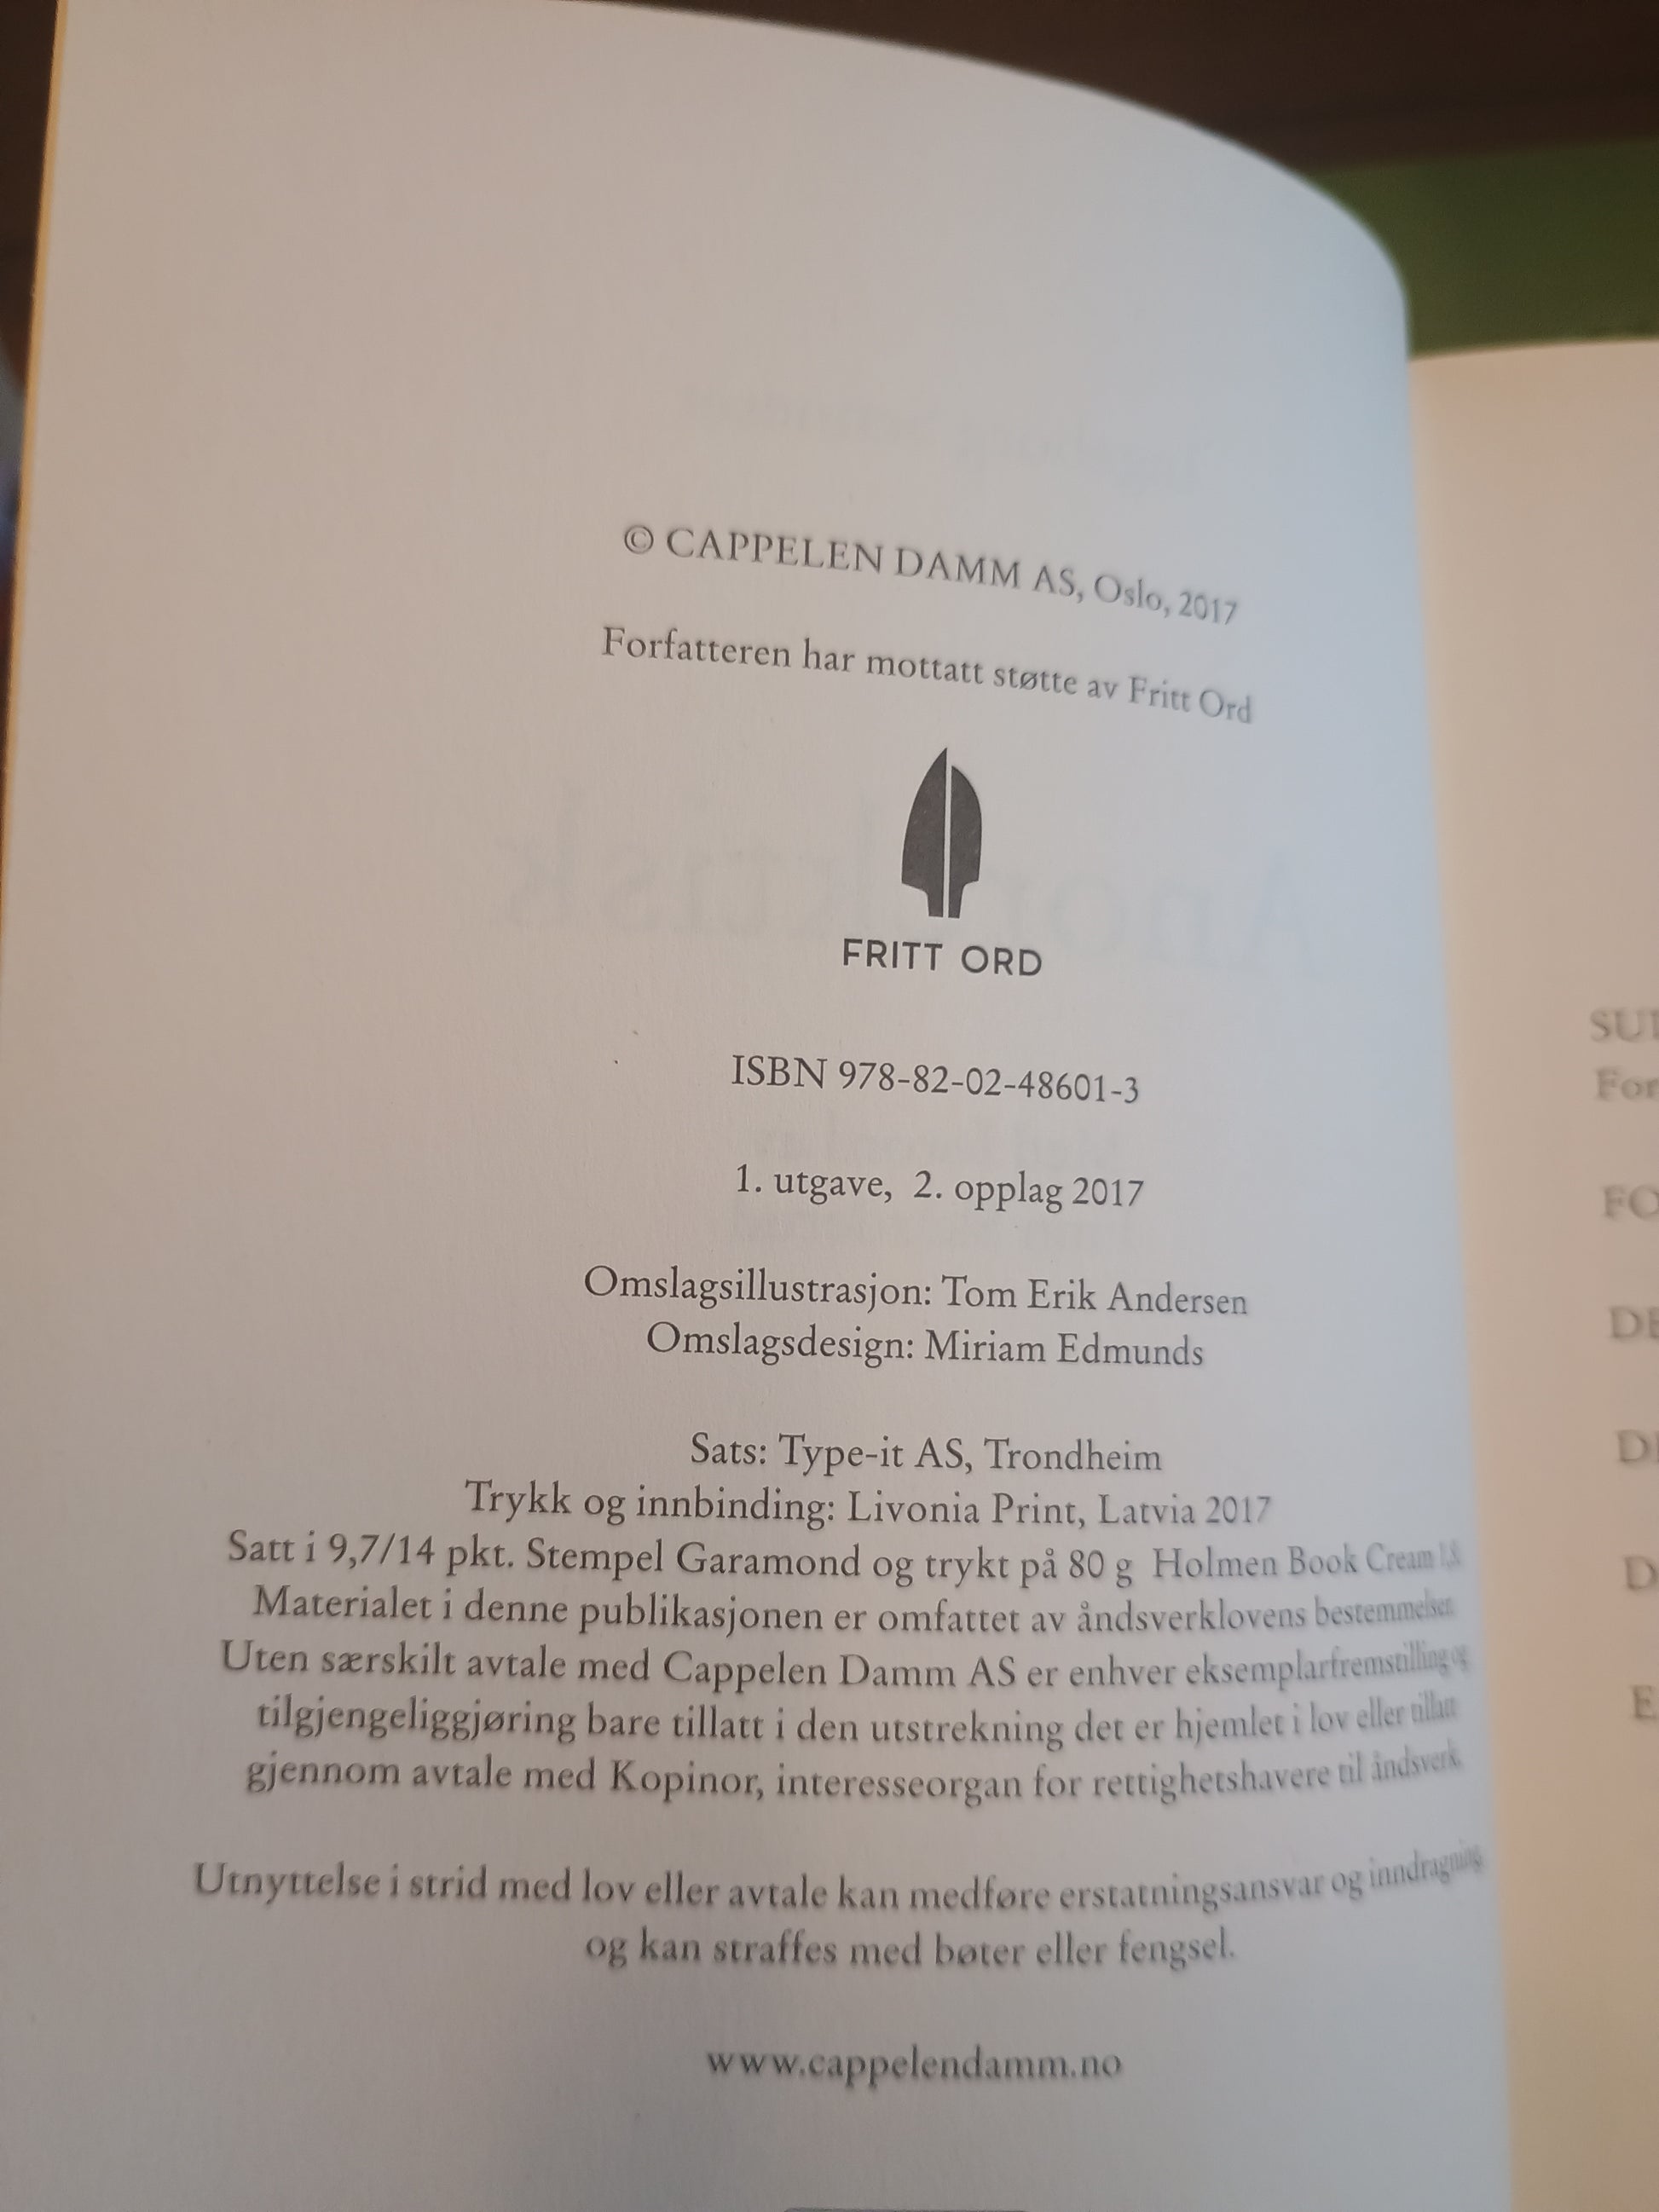 © CAPPELEN DAMM AS, Oslo, 2017
Forfatteren har mottatt støtte av Fritt Ord
FRITT ORD
ISBN 978-82-02-48601-3
1. utgave, 2. opplag 2017
Omslagsillustrasjon: Tom Erik Andersen
Omslagsdesign: Miriam Edmunds
Sats: Type-it AS, Trondheim
Trykk og innbinding: Livonia Print, Latvia 2017
Satt i 9,7/14 pkt. Stempel Garamond og trykt på 80 g Holmen Book Cream 1,8.
Materialet i denne publikasjonen er omfattet av åndsverklovens bestemmelser.
Uten særskilt avtale med Cappelen Damm AS er enhver eksemplarfremstilling og
tilgjengeliggjøring bare tillatt i den utstrekning det er hjemlet i lov eller tillatt
gjennom avtale med Kopinor, interesseorgan for rettighetshavere til åndsverk.
Utnyttelse i strid med lov eller avtale kan medføre erstatningsansvar og inndragning,
og kan straffes med bøter eller fengsel.
www.cappelendamm.no
For
FO
DE
D
E